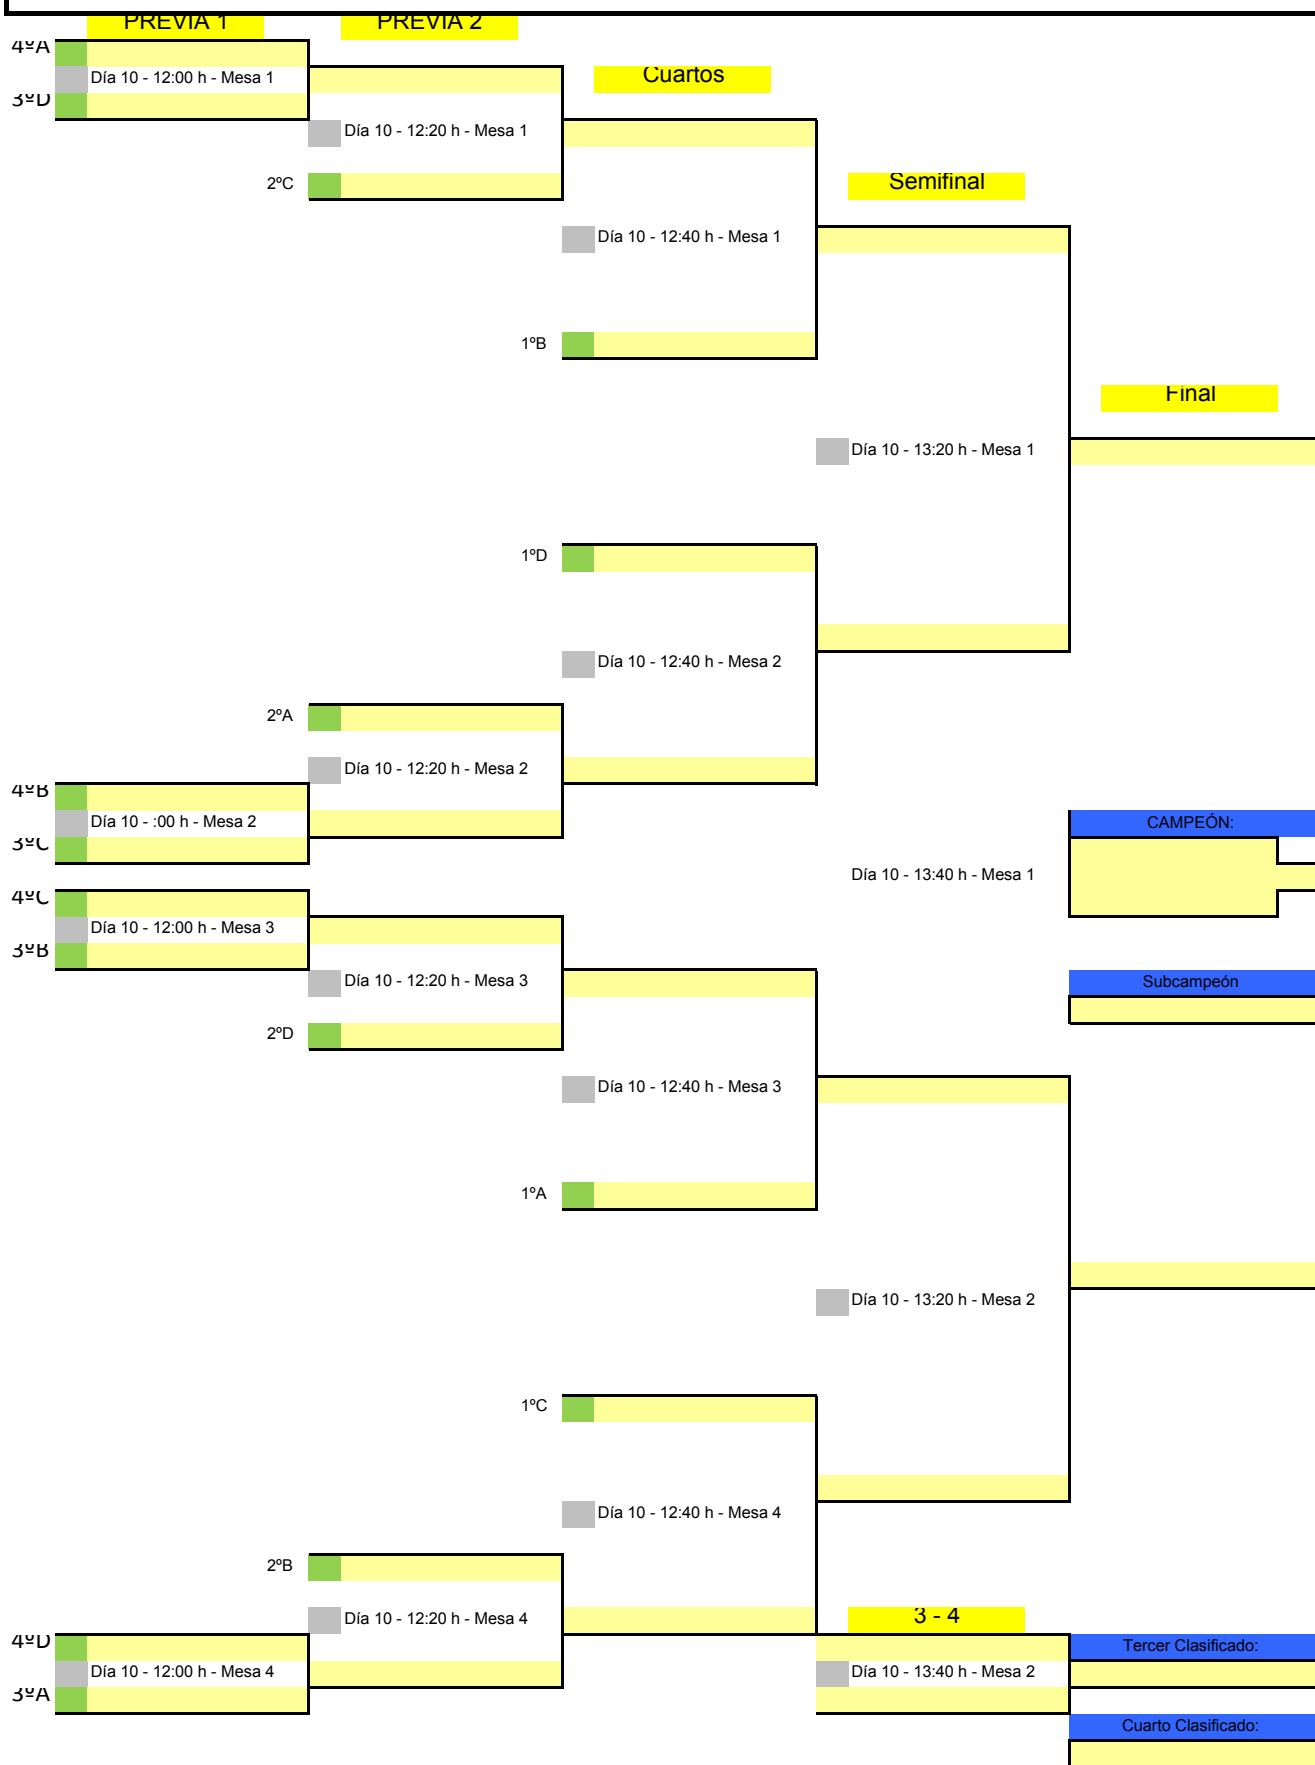 PREVIA 1
PREVIA 2
4ºA
Día 10 - 12:00 h - Mesa 1
Cuartos
3ºD
Día 10 - 12:20 h - Mesa 1
2ºC
Semifinal
Día 10 - 12:40 h - Mesa 1
1ºB
Final
Día 10 - 13:20 h - Mesa 1
1ºD
Día 10 - 12:40 h - Mesa 2
2ºA
Día 10 - 12:20 h - Mesa 2
4ºB
Día 10 - :00 h - Mesa 2
CAMPEÓN:
3ºC
Día 10 - 13:40 h - Mesa 1
4ºC
Día 10 - 12:00 h - Mesa 3
3ºB
Día 10 - 12:20 h - Mesa 3
Subcampeón
2ºD
Día 10 - 12:40 h - Mesa 3
1ºA
Día 10 - 13:20 h - Mesa 2
1ºC
Día 10 - 12:40 h - Mesa 4
2ºB
Día 10 - 12:20 h - Mesa 4
3 - 4
4ºD
Tercer Clasificado:
Día 10 - 12:00 h - Mesa 4
Día 10 - 13:40 h - Mesa 2
3ºA
Cuarto Clasificado: